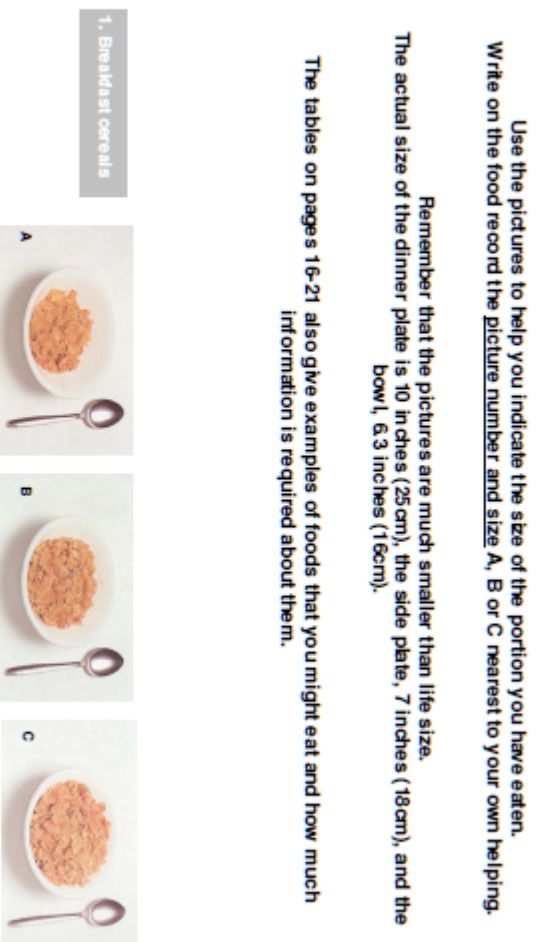 Use the pictures to help you indicate the size of the portion you have eaten.
Write on the food record the picture number and size A, B or C nearest to your own helping.
Remember that the pictures are much smaller than life size.
The actual size of the dinner plate is 10 inches (25cm), the side plate, 7 inches (18cm), and the
bowl, 6.3 inches (16cm).
The tables on pages 16-21 also give examples of foods that you might eat and how much
information is required about them.
1. Breakfast cereals
A
B
C